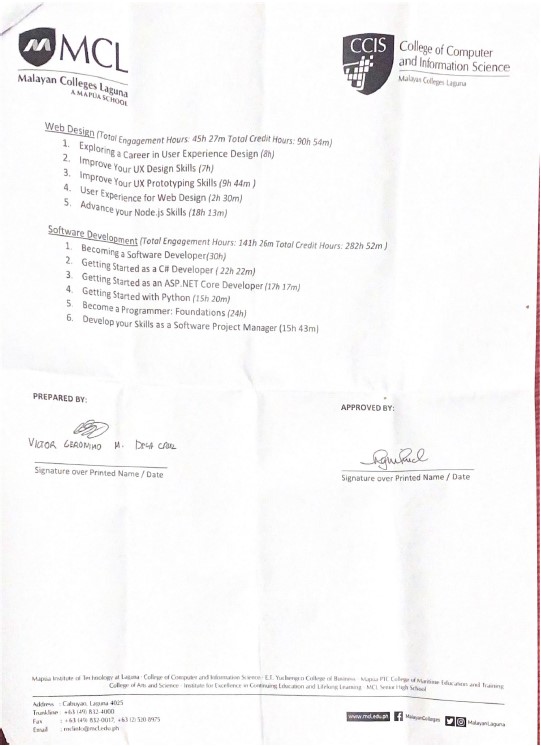 MCL
Malayan Colleges Laguna
A MAPÚA SCHOOL
CCIS
College of Computer
and Information Science
Malayan Colleges Laguna
Web Design (Total Engagement Hours: 45h 27m Total Credit Hours: 90h 54m)
1. Exploring a Career in User Experience Design (8h)
2. Improve Your UX Design Skills (7h)
3. Improve Your UX Prototyping Skills (9h 44m )
4. User Experience for Web Design (2h 30m)
5. Advance your Node.js Skills (18h 13m)
Software Development (Total Engagement Hours: 141h 26m Total Credit Hours: 282h 52m )
1. Becoming a Software Developer(30h)
2. Getting Started as a C# Developer ( 22h 22m)
3. Getting Started as an ASP.NET Core Developer (17h 17m)
4. Getting Started with Python (15h 20m)
5. Become a Programmer: Foundations (24h)
6. Develop your Skills as a Software Project Manager (15h 43m)
PREPARED BY:
APPROVED BY:
VICTOR GERONIMO M. DELA CRUZ
Signature over Printed Name / Date
Signature over Printed Name / Date
Mapúa Institute of Technology at Laguna · College of Computer and Information Science · E.T. Yuchengco College of Business · Mapúa PTC College of Maritime Education and Training
College of Arts and Science · Institute for Excellence in Continuing Education and Lifelong Learning · MCL Senior High School
Address : Cabuyao, Laguna 4025
Trunkline : +63 (49) 832-4000
Fax : +63 (49) 832-0017, +63 (2) 520-8975
Email : mclinfo@mcl.edu.ph
www.mcl.edu.ph MalayanColleges MalayanLaguna